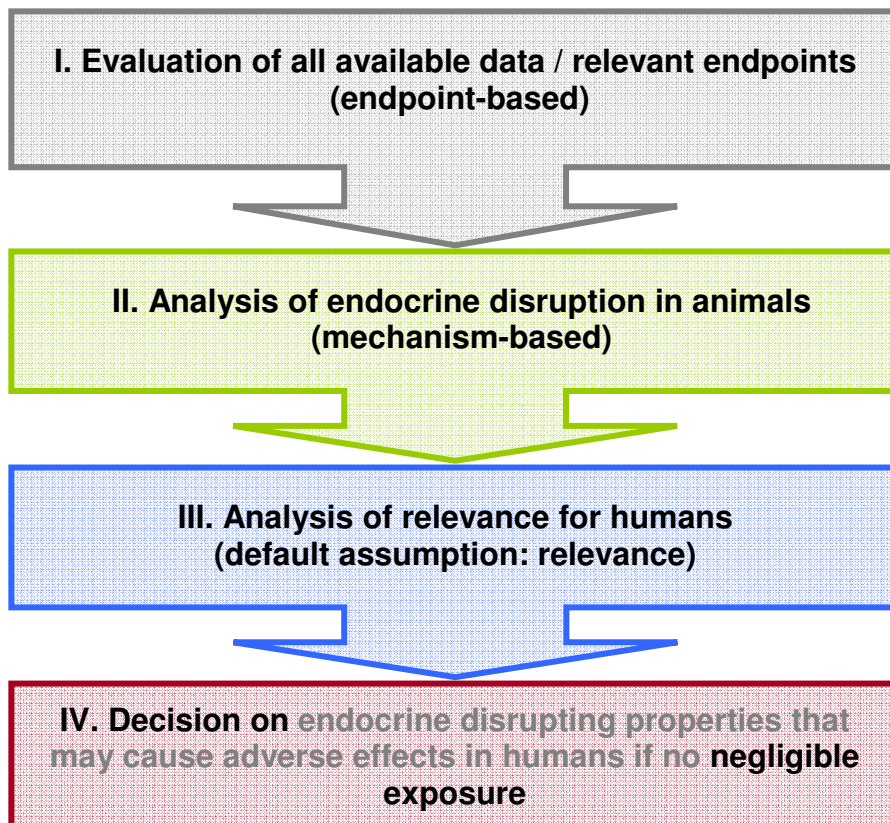 I. Evaluation of all available data / relevant endpoints
(endpoint-based)
II. Analysis of endocrine disruption in animals
(mechanism-based)
III. Analysis of relevance for humans
(default assumption: relevance)
IV. Decision on endocrine disrupting properties that
may cause adverse effects in humans if no negligible
exposure